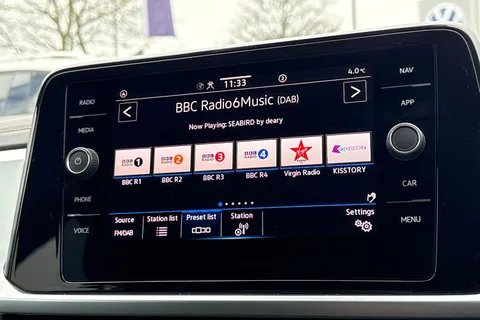 11:33
4.0°C
BBC Radio6Music (DAB)
Now Playing: SEABIRD by deary
BBC R1
BBC R2
BBC R3
BBC R4
Virgin Radio
KISSTORY
Source
FM/DAB
Station list
Preset list
Station
Settings
RADIO
MEDIA
PHONE
VOICE
NAV
APP
CAR
MENU